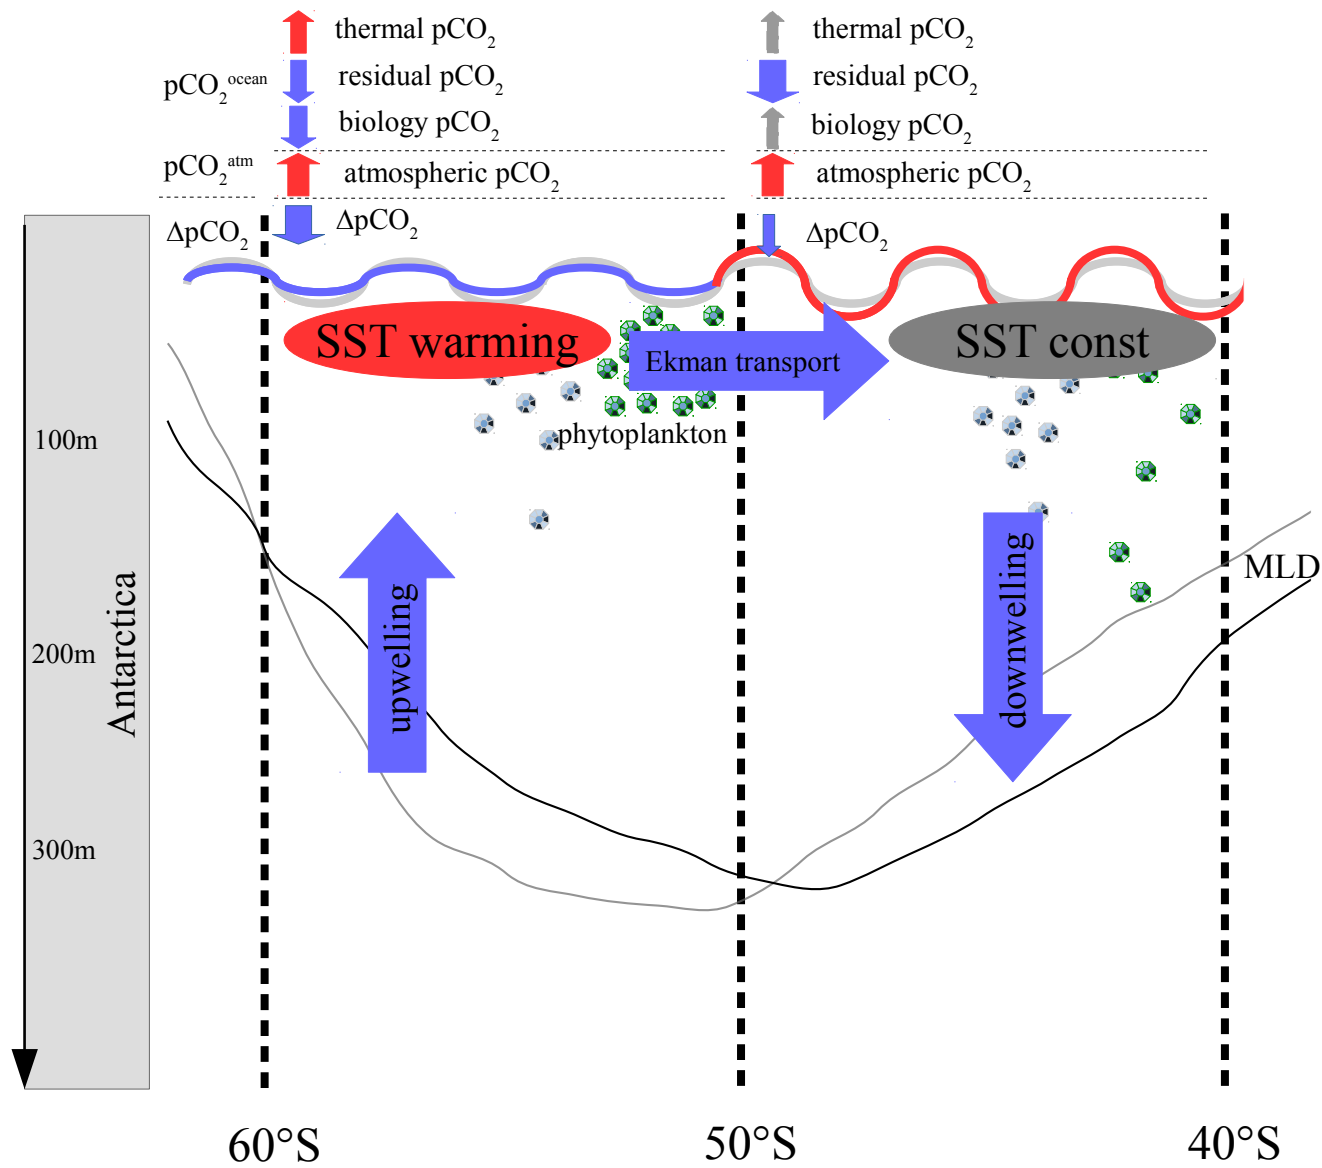 thermal pCO₂
thermal pCO₂
pCO₂ᵒᶜᵉᵃⁿ
residual pCO₂
residual pCO₂
biology pCO₂
biology pCO₂
pCO₂ᵃᵗᵐ
atmospheric pCO₂
atmospheric pCO₂
ΔpCO₂
ΔpCO₂
ΔpCO₂
SST warming
Ekman transport
SST const
phytoplankton
100m
200m
300m
Antarctica
upwelling
downwelling
MLD
60°S
50°S
40°S